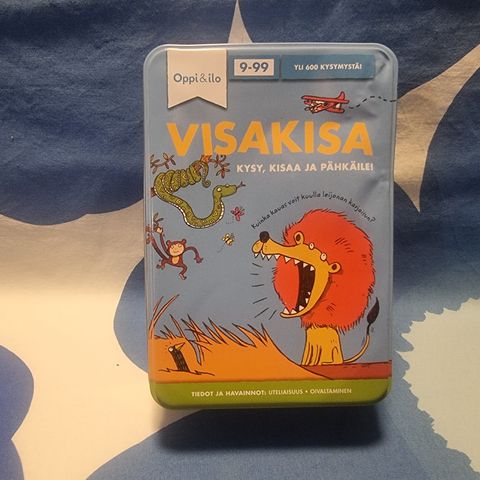 Oppi&ilo
9-99
YLI 600 KYSYMYSTÄ!
VISAKISA
KYSY, KISAA JA PÄHKÄILE!
Kuinka kauas voit kuulla leijonan karjaisun?
TIEDOT JA HAVAINNOT: UTELIAISUUS • OIVALTAMINEN